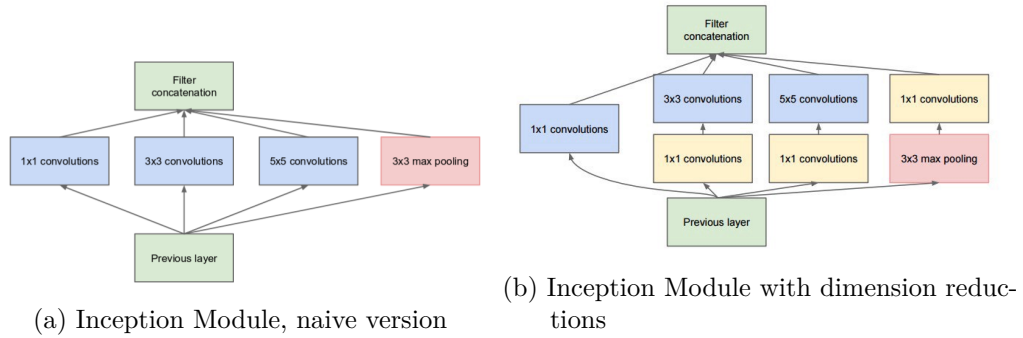 Filter
concatenation
1x1 convolutions
3x3 convolutions
5x5 convolutions
3x3 max pooling
Previous layer
(a) Inception Module, naive version
Filter
concatenation
1x1 convolutions
3x3 convolutions
5x5 convolutions
1x1 convolutions
1x1 convolutions
1x1 convolutions
3x3 max pooling
Previous layer
(b) Inception Module with dimension reduc-
tions